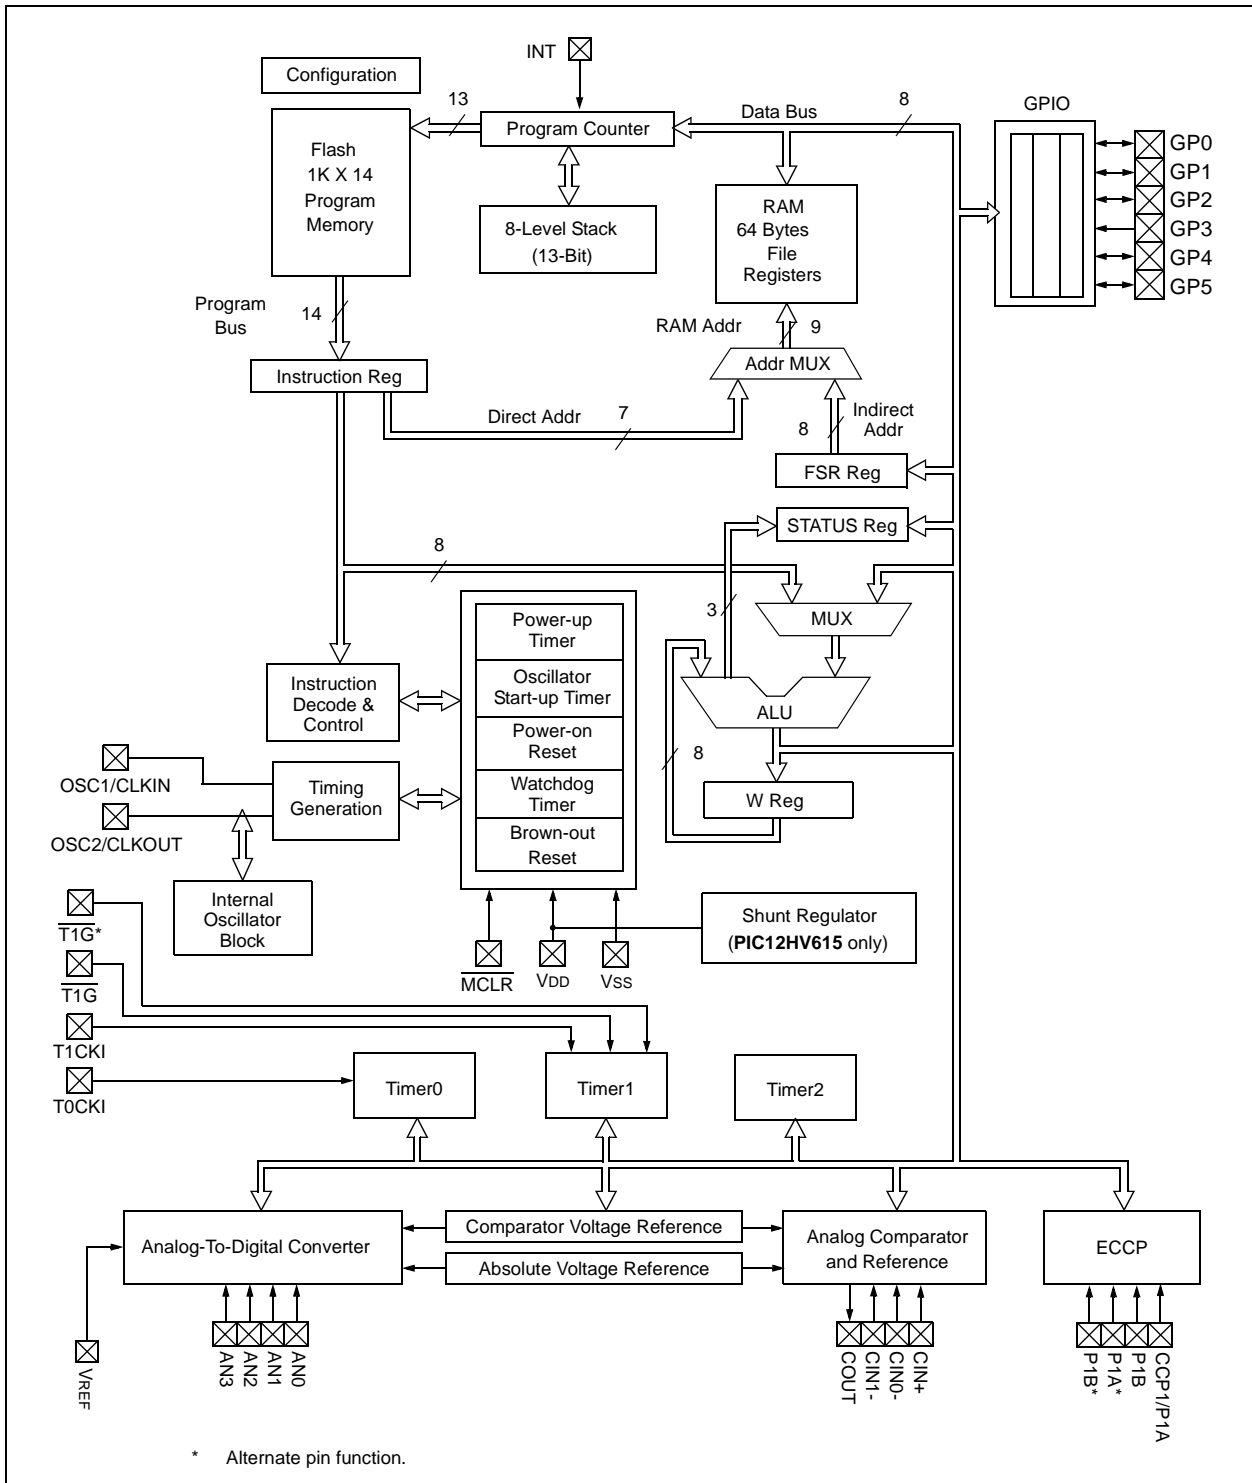 INT
Configuration
13
Data Bus
8
GPIO
Program Counter
Flash
1K X 14
Program
Memory
8-Level Stack
(13-Bit)
RAM
64 Bytes
File
Registers
GP0
GP1
GP2
GP3
GP4
GP5
Program
Bus
14
RAM Addr
9
Addr MUX
Instruction Reg
Direct Addr
7
Indirect
Addr
8
FSR Reg
STATUS Reg
8
3
MUX
Power-up
Timer
Oscillator
Start-up Timer
Power-on
Reset
Watchdog
Timer
Brown-out
Reset
Instruction
Decode &
Control
ALU
8
W Reg
OSC1/CLKIN
Timing
Generation
OSC2/CLKOUT
Internal
Oscillator
Block
Shunt Regulator
(PIC12HV615 only)
T1G*
MCLR
VDD
VSS
T1G
T1CKI
T0CKI
Timer0
Timer1
Timer2
Analog-To-Digital Converter
Comparator Voltage Reference
Absolute Voltage Reference
Analog Comparator
and Reference
ECCP
VREF
AN3
AN2
AN1
AN0
COUT
CIN1-
CIN0-
CIN+
P1B*
P1A*
P1B
CCP1/P1A
* Alternate pin function.